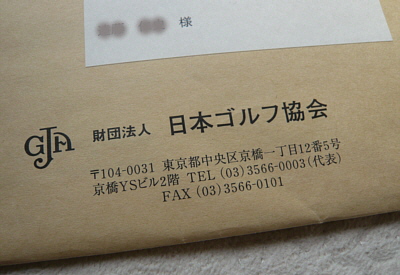 様
JGA 財団法人 日本ゴルフ協会
〒104-0031 東京都中央区京橋一丁目12番5号
京橋YSビル2階 TEL (03)3566-0003(代表)
FAX (03)3566-0101